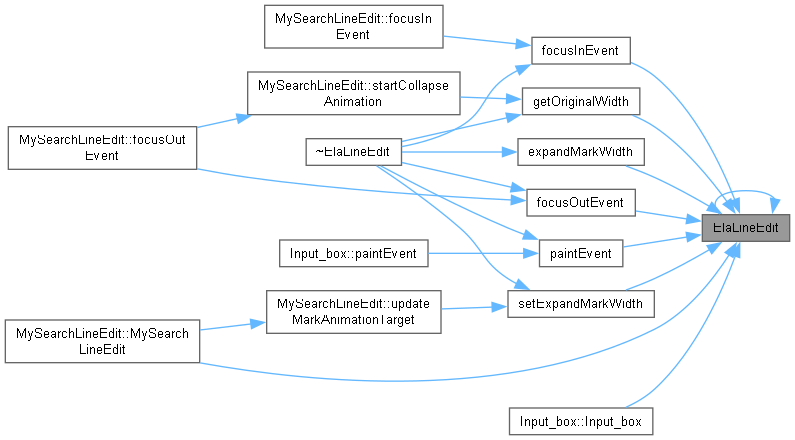 MySearchLineEdit::focusIn
Event
focusInEvent
MySearchLineEdit::startCollapse
Animation
getOriginalWidth
MySearchLineEdit::focusOut
Event
~ElaLineEdit
expandMarkWidth
focusOutEvent
ElaLineEdit
Input_box::paintEvent
paintEvent
MySearchLineEdit::update
MarkAnimationTarget
setExpandMarkWidth
MySearchLineEdit::MySearch
LineEdit
Input_box::Input_box